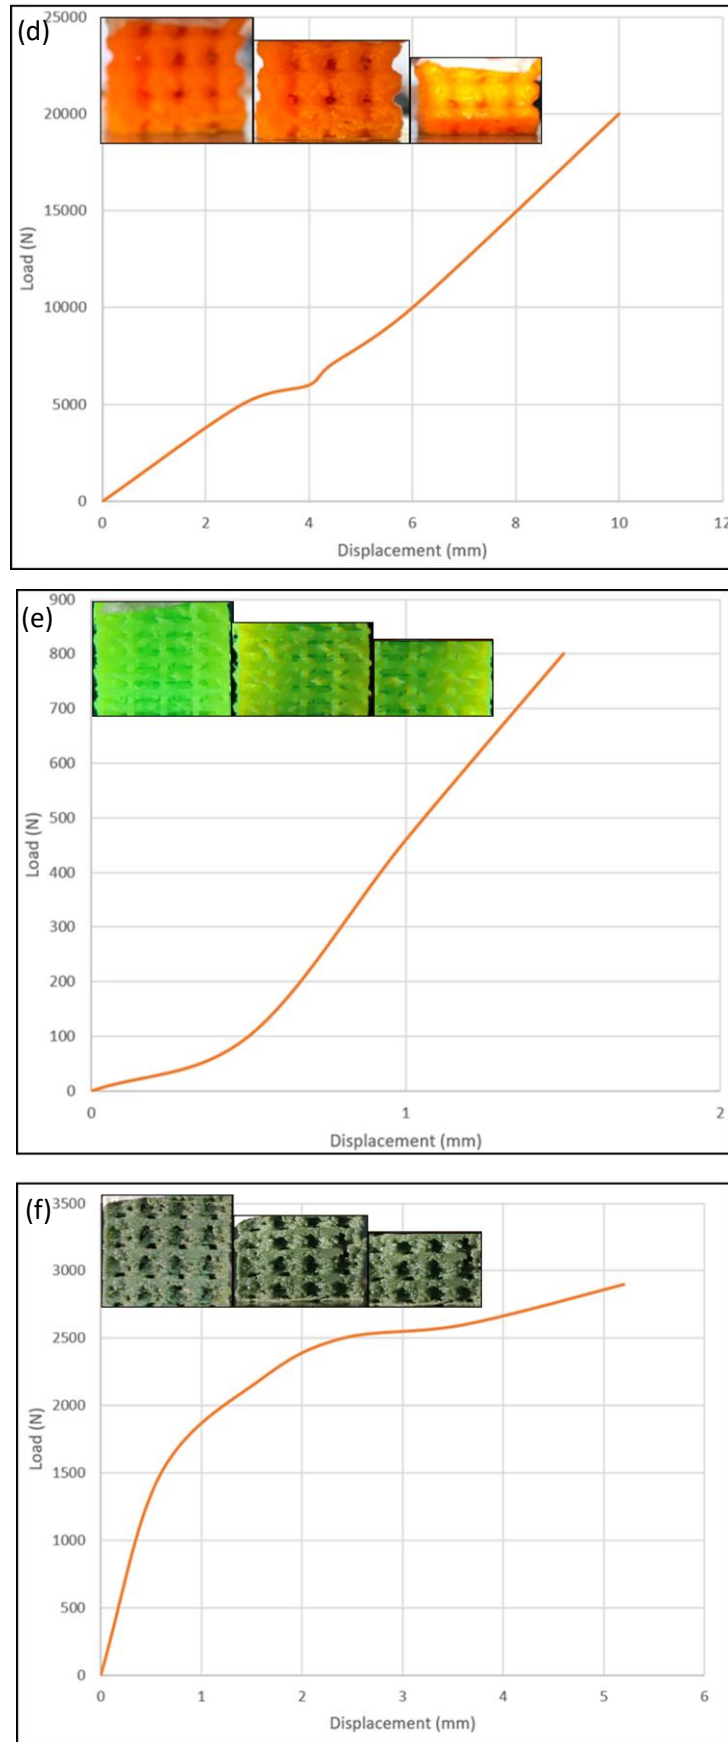 (d)
25000
20000
15000
10000
5000
0
Load (N)
0 2 4 6 8 10 12
Displacement (mm)
(e)
900
800
700
600
500
400
300
200
100
0
Load (N)
0 1 2
Displacement (mm)
(f)
3500
3000
2500
2000
1500
1000
500
0
Load (N)
0 1 2 3 4 5 6
Displacement (mm)